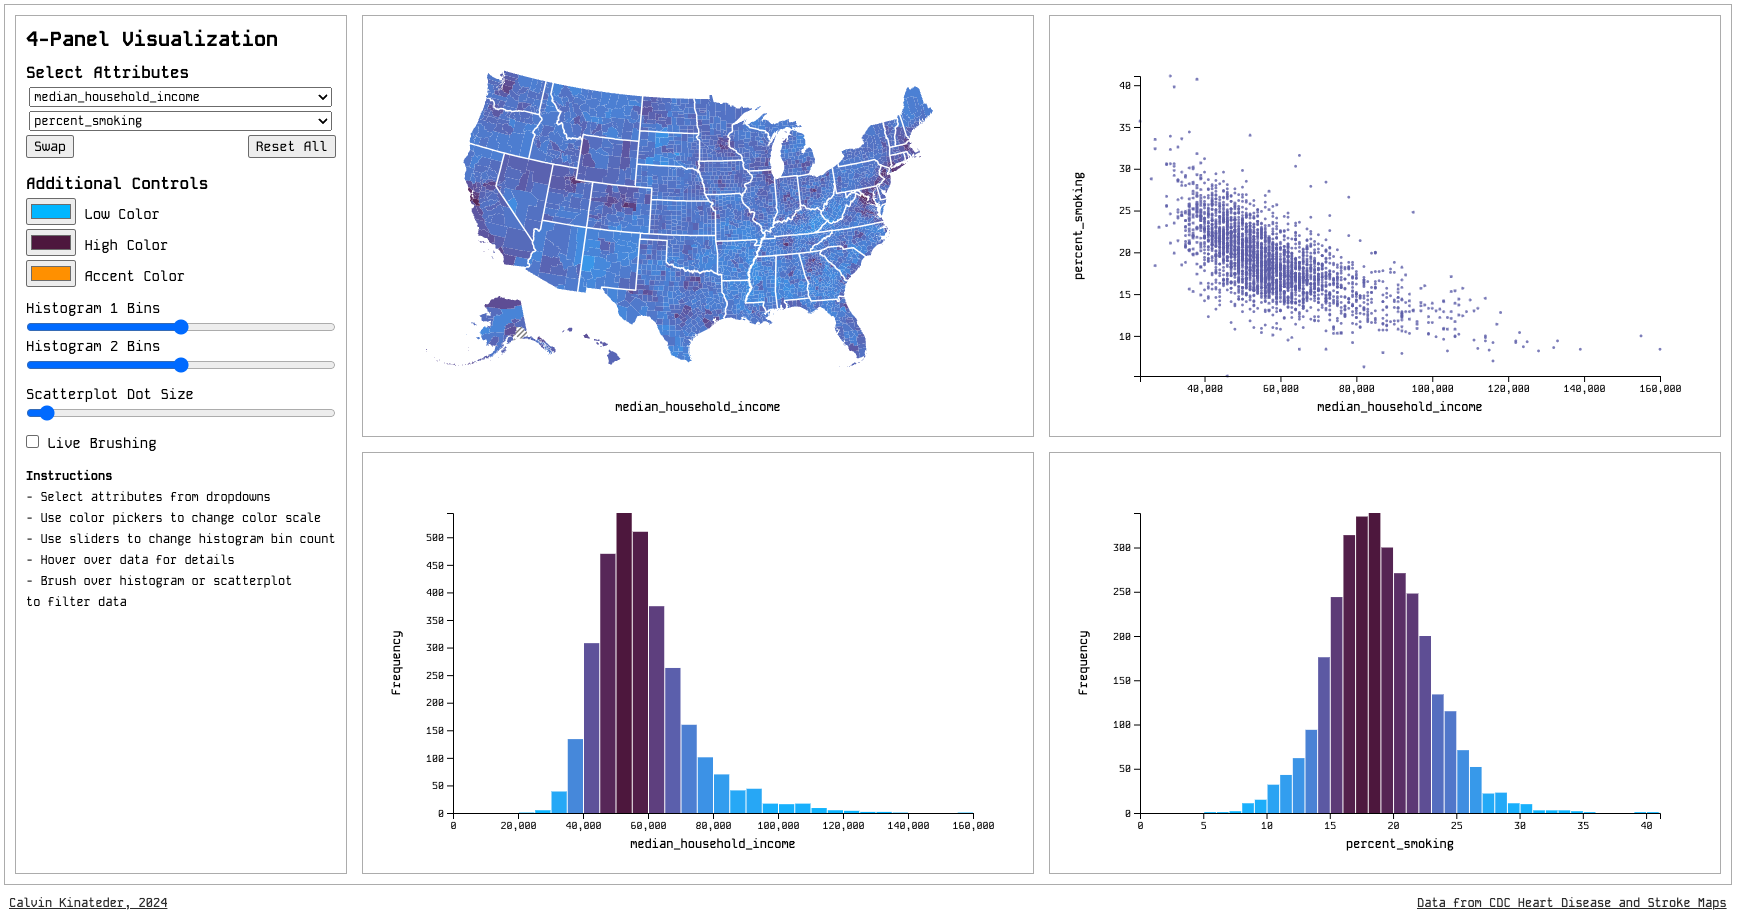 4-Panel Visualization
Select Attributes
median_household_income
percent_smoking
Swap
Reset All
Additional Controls
Low Color
High Color
Accent Color
Histogram 1 Bins
Histogram 2 Bins
Scatterplot Dot Size
Live Brushing
Instructions
- Select attributes from dropdowns
- Use color pickers to change color scale
- Use sliders to change histogram bin count
- Hover over data for details
- Brush over histogram or scatterplot
to filter data
median_household_income
percent_smoking
40
35
30
25
20
15
10
40,000 60,000 80,000 100,000 120,000 140,000 160,000
median_household_income
Frequency
500
450
400
350
300
250
200
150
100
50
0
0 20,000 40,000 60,000 80,000 100,000 120,000 140,000 160,000
median_household_income
Frequency
300
250
200
150
100
50
0
0 5 10 15 20 25 30 35 40
percent_smoking
Calvin Kinateder, 2024
Data from CDC Heart Disease and Stroke Maps